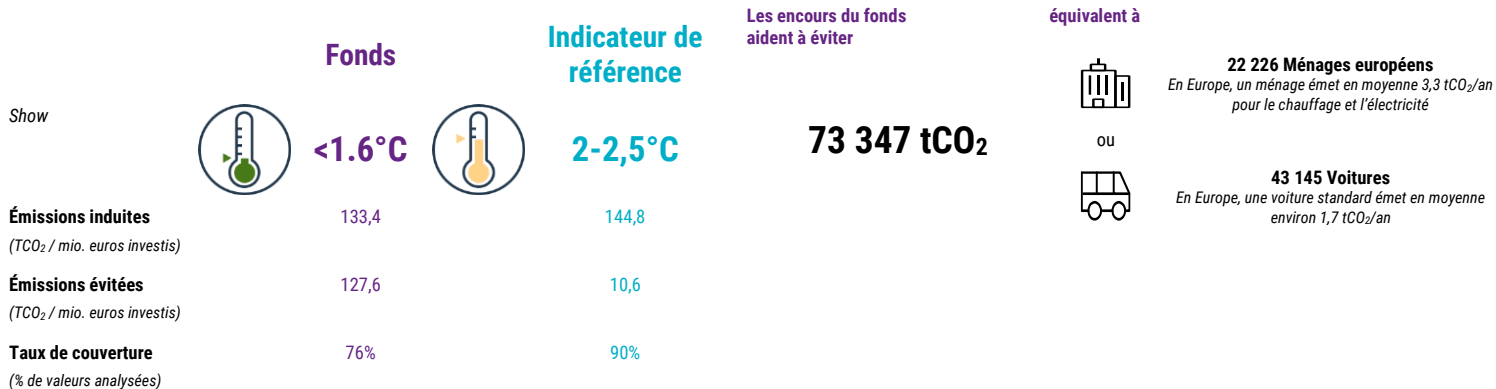 Fonds
Indicateur de
référence
Les encours du fonds
aident à éviter
équivalent à
Show
<1.6°C
2-2,5°C
73 347 tCO₂
22 226 Ménages européens
En Europe, un ménage émet en moyenne 3,3 tCO₂/an
pour le chauffage et l'électricité
ou
43 145 Voitures
En Europe, une voiture standard émet en moyenne
environ 1,7 tCO₂/an
Émissions induites 133,4 144,8
(TCO₂ / mio. euros investis)
Émissions évitées 127,6 10,6
(TCO₂ / mio. euros investis)
Taux de couverture 76% 90%
(% de valeurs analysées)